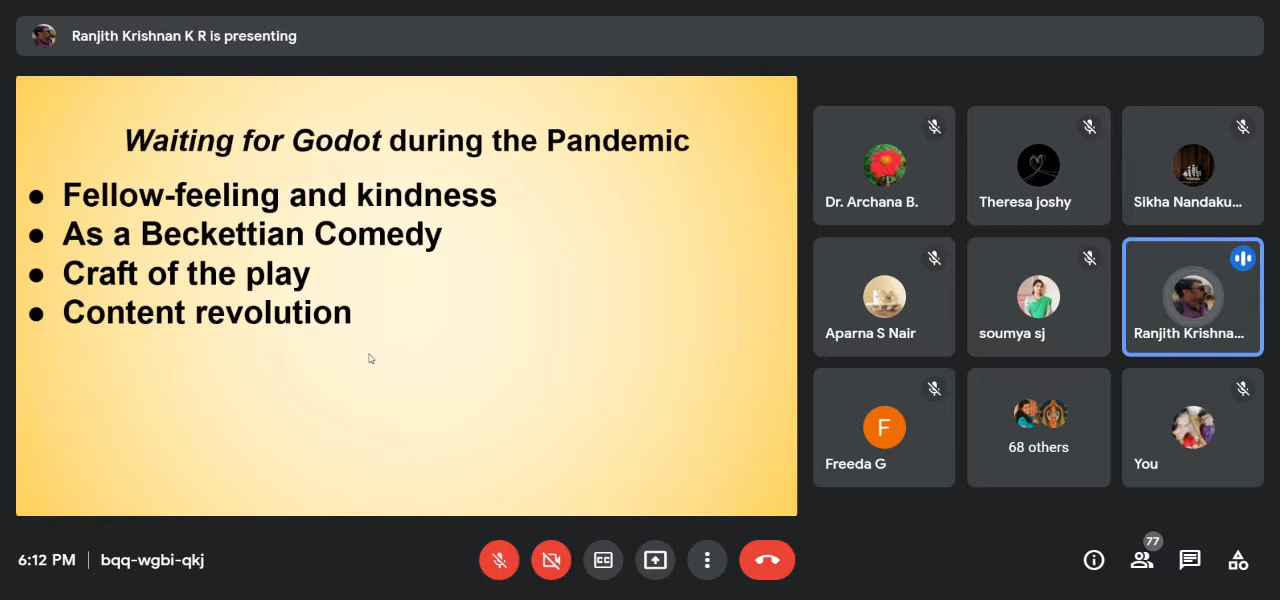 Ranjith Krishnan K R is presenting
Waiting for Godot during the Pandemic
● Fellow-feeling and kindness
● As a Beckettian Comedy
● Craft of the play
● Content revolution
Dr. Archana B.
Theresa joshy
Sikha Nandaku...
Aparna S Nair
soumya sj
Ranjith Krishna...
F
Freeda G
68 others
You
6:12 PM | bqq-wgbi-qkj
CC
77